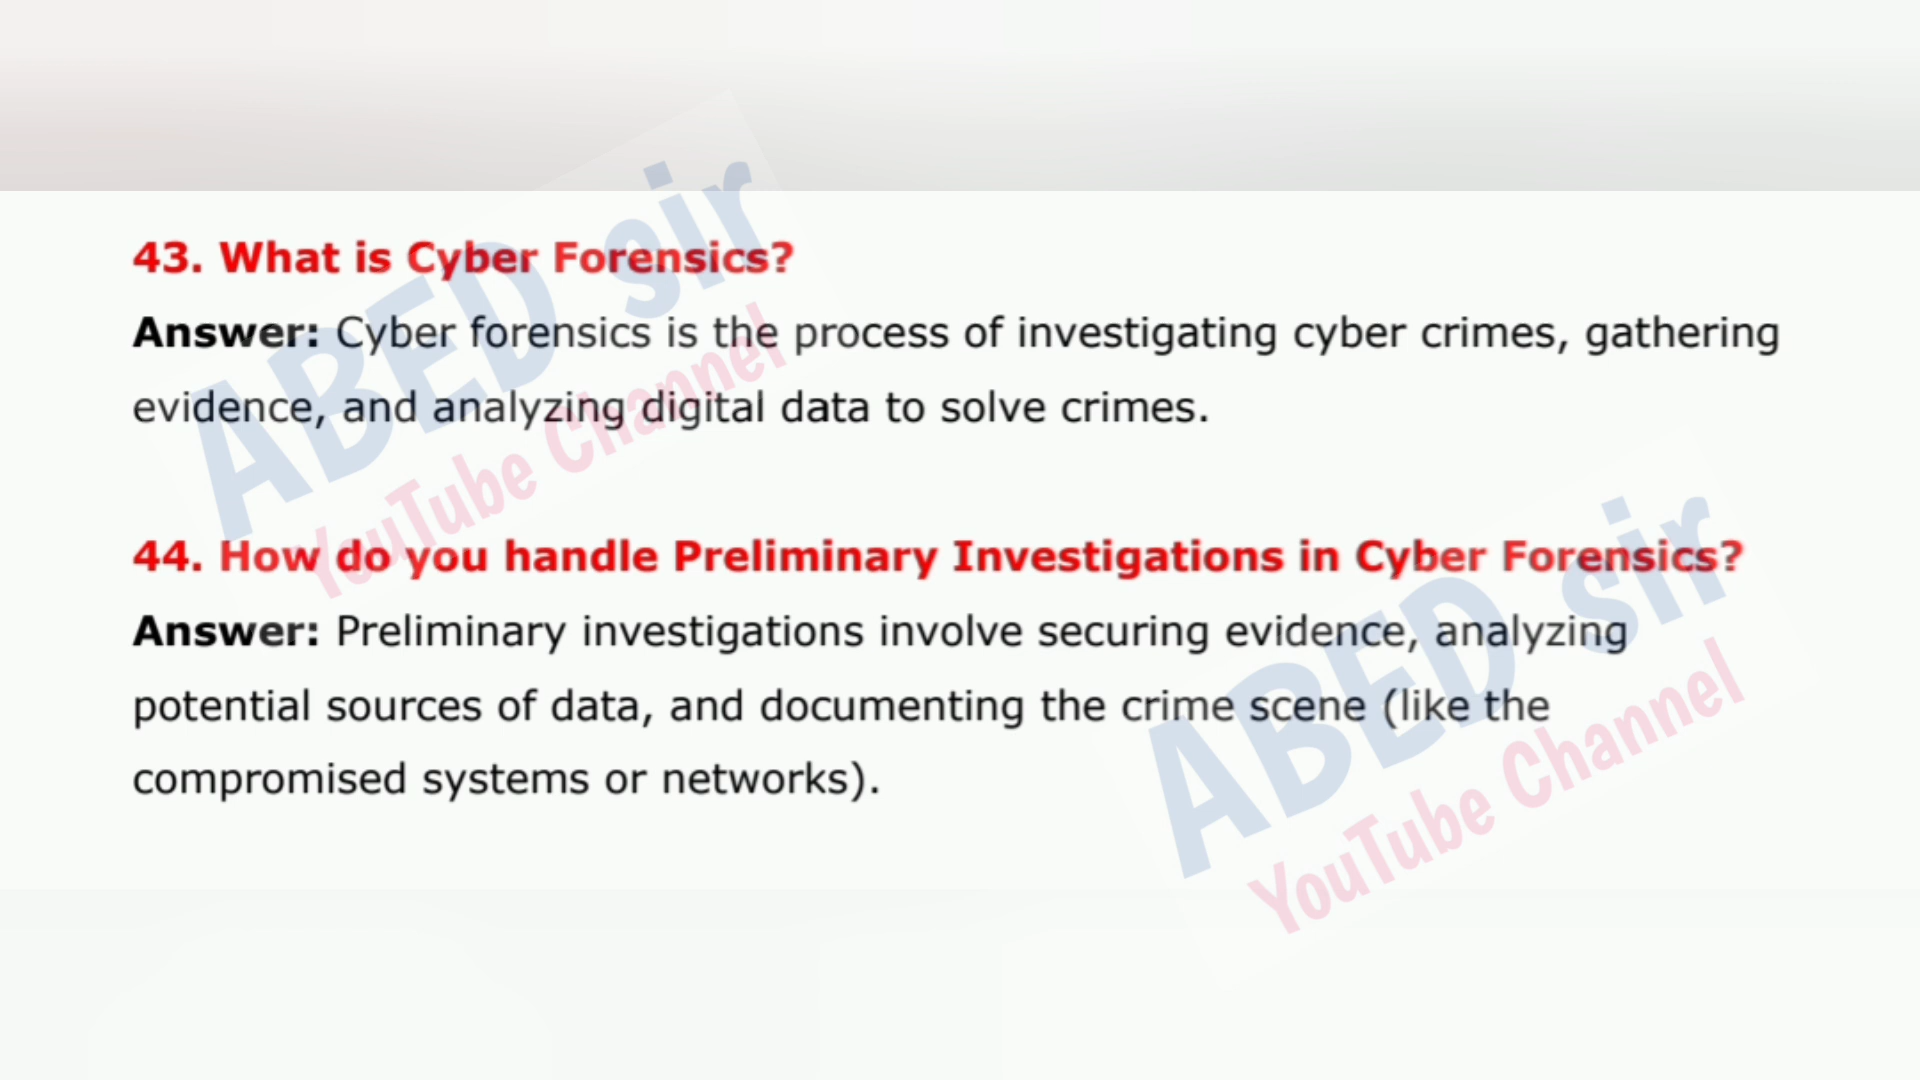 43. What is Cyber Forensics?
Answer: Cyber forensics is the process of investigating cyber crimes, gathering
evidence, and analyzing digital data to solve crimes.
44. How do you handle Preliminary Investigations in Cyber Forensics?
Answer: Preliminary investigations involve securing evidence, analyzing
potential sources of data, and documenting the crime scene (like the
compromised systems or networks).
ABED sir
YouTube Channel
ABED sir
YouTube Channel